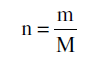 n = m/M